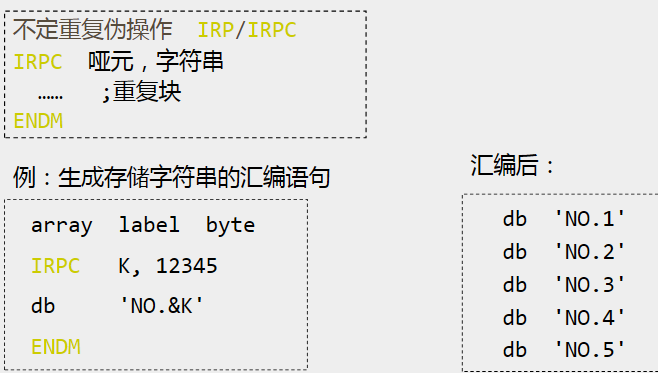 不定重复伪操作 IRP/IRPC
IRPC 哑元，字符串
…… ;重复块
ENDM
例：生成存储字符串的汇编语句
array label byte
IRPC K, 12345
db 'NO.&K'
ENDM
汇编后：
db 'NO.1'
db 'NO.2'
db 'NO.3'
db 'NO.4'
db 'NO.5'